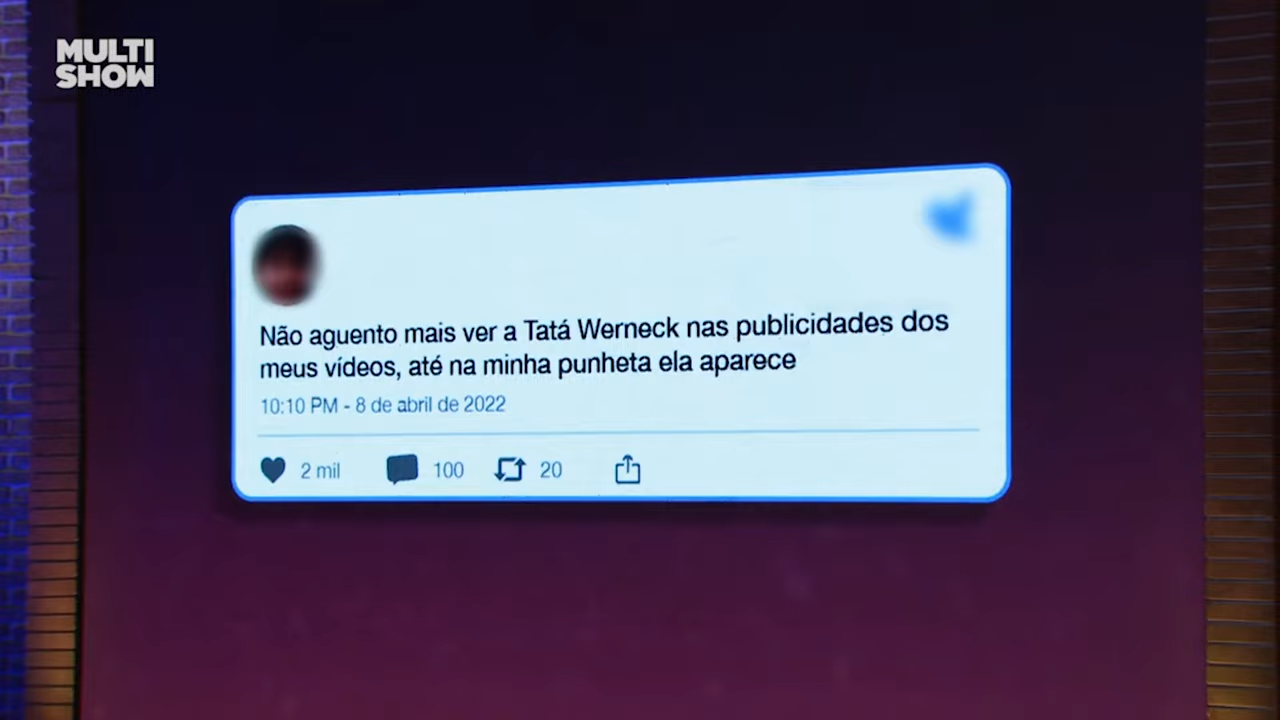 MULTI
SHOW
Não aguento mais ver a Tatá Werneck nas publicidades dos
meus vídeos, até na minha punheta ela aparece
10:10 PM - 8 de abril de 2022
2 mil
100
20